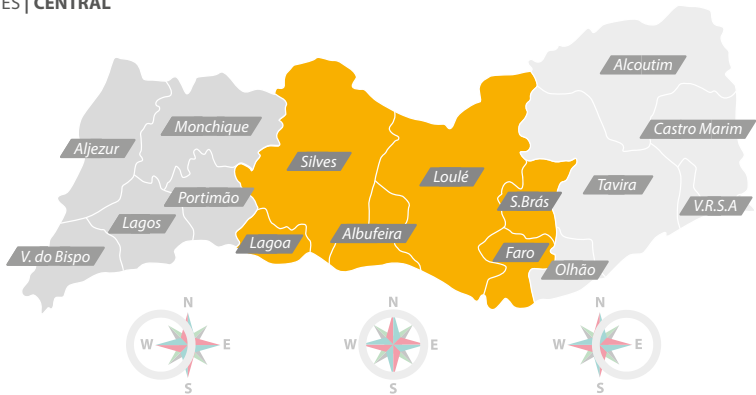 ES | CENTRAL
Alcoutim
Monchique
Castro Marim
Aljezur
Silves
Loulé
Tavira
Portimão
S.Brás
V.R.S.A
Lagos
Albufeira
Lagoa
Faro
V. do Bispo
Olhão
N N N
W E W E W E
S S S